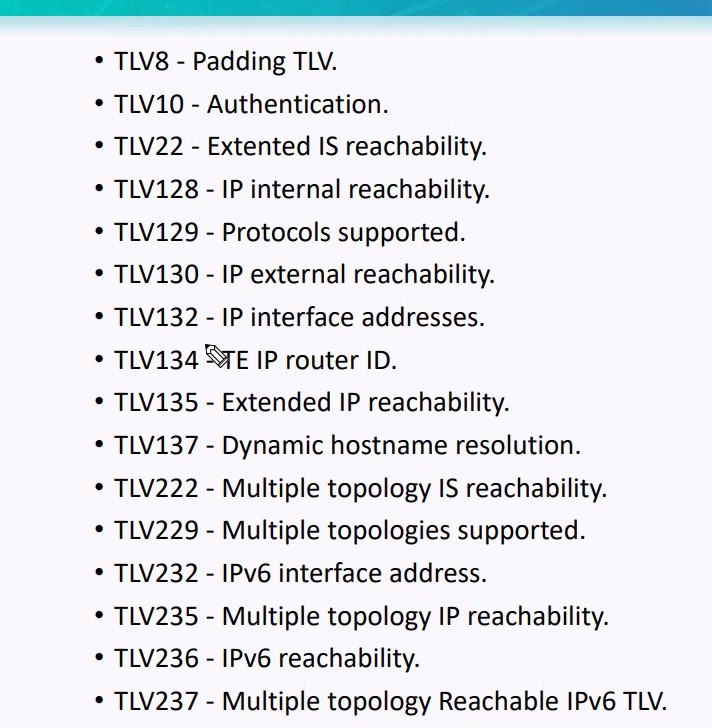 • TLV8 - Padding TLV.
• TLV10 - Authentication.
• TLV22 - Extented IS reachability.
• TLV128 - IP internal reachability.
• TLV129 - Protocols supported.
• TLV130 - IP external reachability.
• TLV132 - IP interface addresses.
• TLV134 - TE IP router ID.
• TLV135 - Extended IP reachability.
• TLV137 - Dynamic hostname resolution.
• TLV222 - Multiple topology IS reachability.
• TLV229 - Multiple topologies supported.
• TLV232 - IPv6 interface address.
• TLV235 - Multiple topology IP reachability.
• TLV236 - IPv6 reachability.
• TLV237 - Multiple topology Reachable IPv6 TLV.